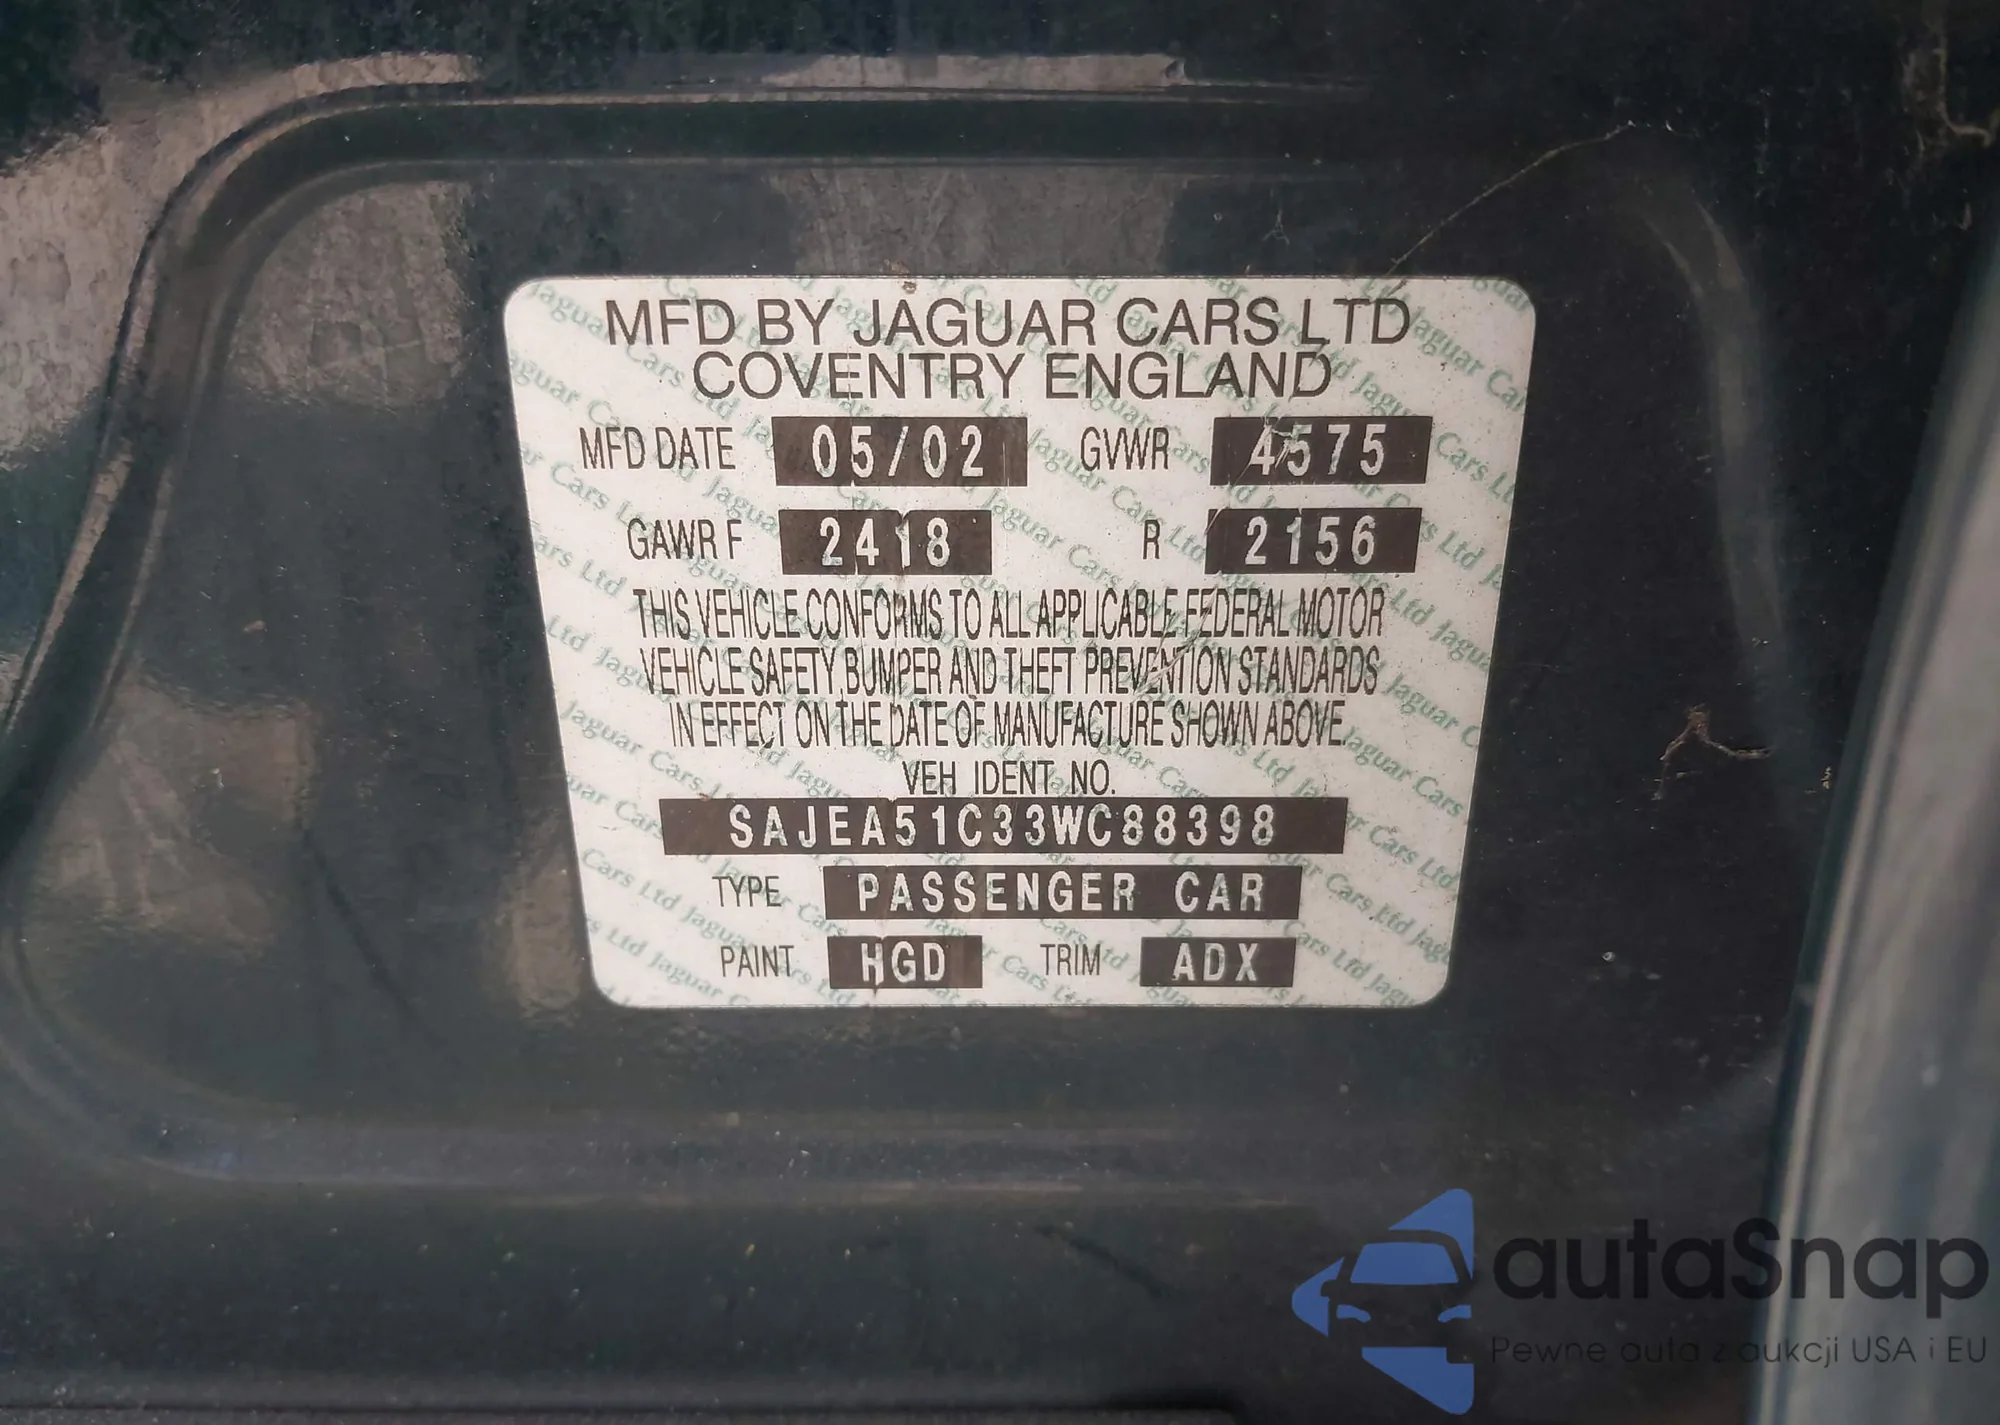 MFD BY JAGUAR CARS LTD
COVENTRY ENGLAND
MFD DATE 05/02 GVWR 4575
GAWR F 2418 R 2156
THIS VEHICLE CONFORMS TO ALL APPLICABLE FEDERAL MOTOR
VEHICLE SAFETY, BUMPER AND THEFT PREVENTION STANDARDS
IN EFFECT ON THE DATE OF MANUFACTURE SHOWN ABOVE.
VEH IDENT NO.
SAJEA51C33WC88398
TYPE PASSENGER CAR
PAINT HGD TRIM ADX
autaSnap
Pewne auta z aukcji USA i EU